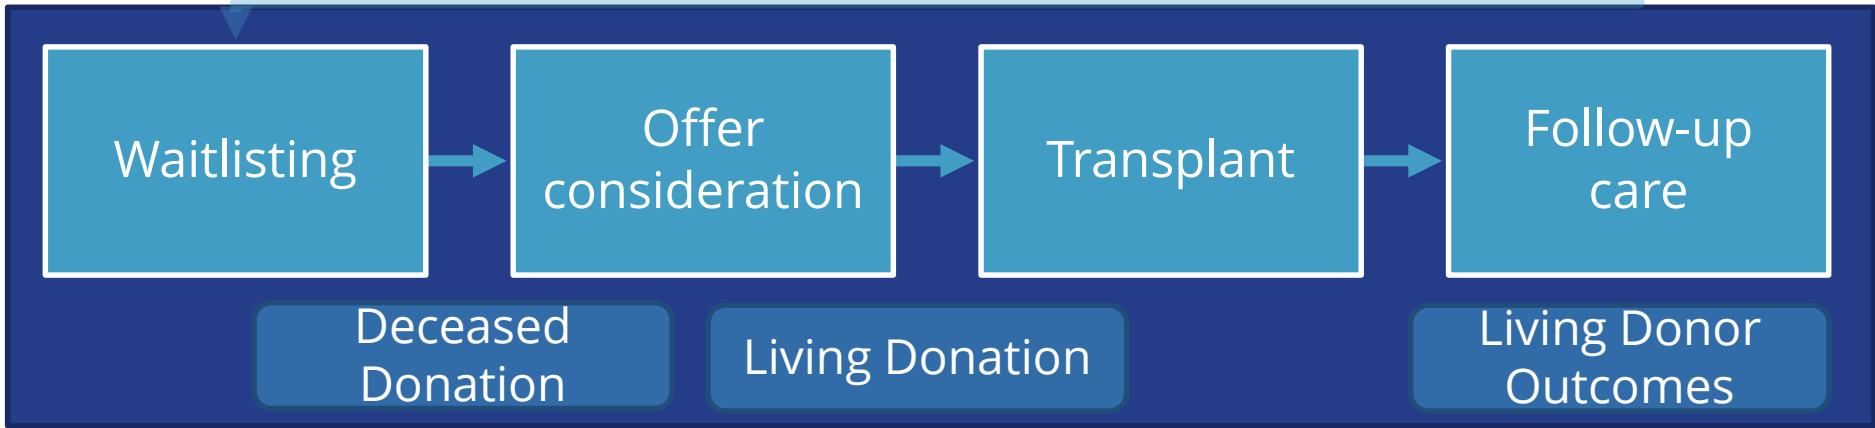 Waitlisting
Offer
consideration
Transplant
Follow-up
care
Deceased
Donation
Living Donation
Living Donor
Outcomes